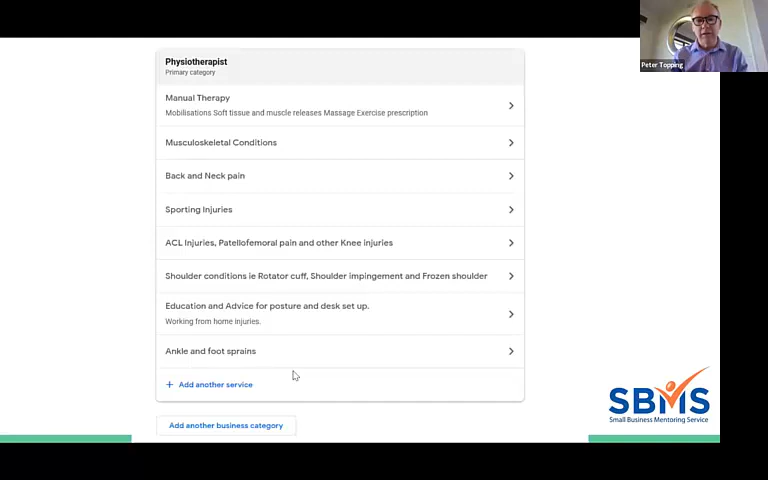 Peter Topping
Physiotherapist
Primary category
Manual Therapy
Mobilisations Soft tissue and muscle releases Massage Exercise prescription
Musculoskeletal Conditions
Back and Neck pain
Sporting Injuries
ACL Injuries, Patellofemoral pain and other Knee injuries
Shoulder conditions ie Rotator cuff, Shoulder impingement and Frozen shoulder
Education and Advice for posture and desk set up.
Working from home injuries.
Ankle and foot sprains
+ Add another service
Add another business category
SBMS
Small Business Mentoring Service